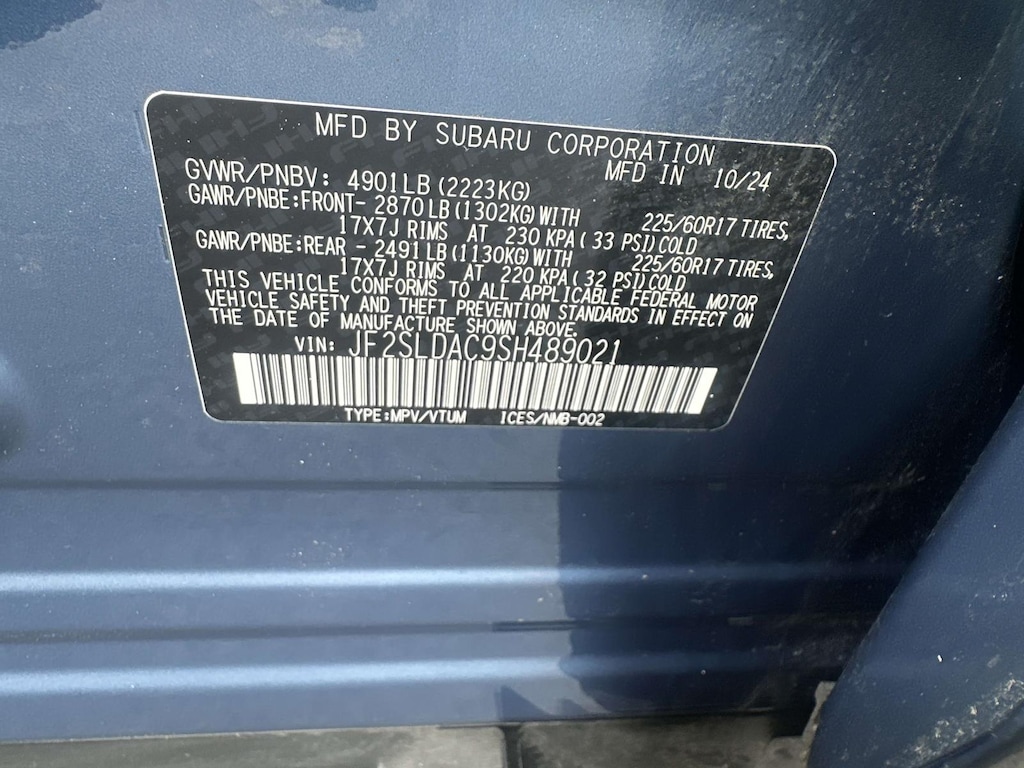 MFD BY SUBARU CORPORATION
GVWR/PNBV: 4901LB (2223KG) MFD IN 10/24
GAWR/PNBE:FRONT- 2870LB(1302KG)WITH 225/60R17 TIRES,
17X7J RIMS AT 230 KPA( 33 PSI)COLD
GAWR/PNBE:REAR - 2491LB(1130KG)WITH 225/60R17 TIRES,
17X7J RIMS AT 220 KPA( 32 PSI)COLD
THIS VEHICLE CONFORMS TO ALL APPLICABLE FEDERAL MOTOR
VEHICLE SAFETY AND THEFT PREVENTION STANDARDS IN EFFECT ON
THE DATE OF MANUFACTURE SHOWN ABOVE.
VIN: JF2SLDAC9SH489021
TYPE:MPV/VTUM ICES/NMB-002